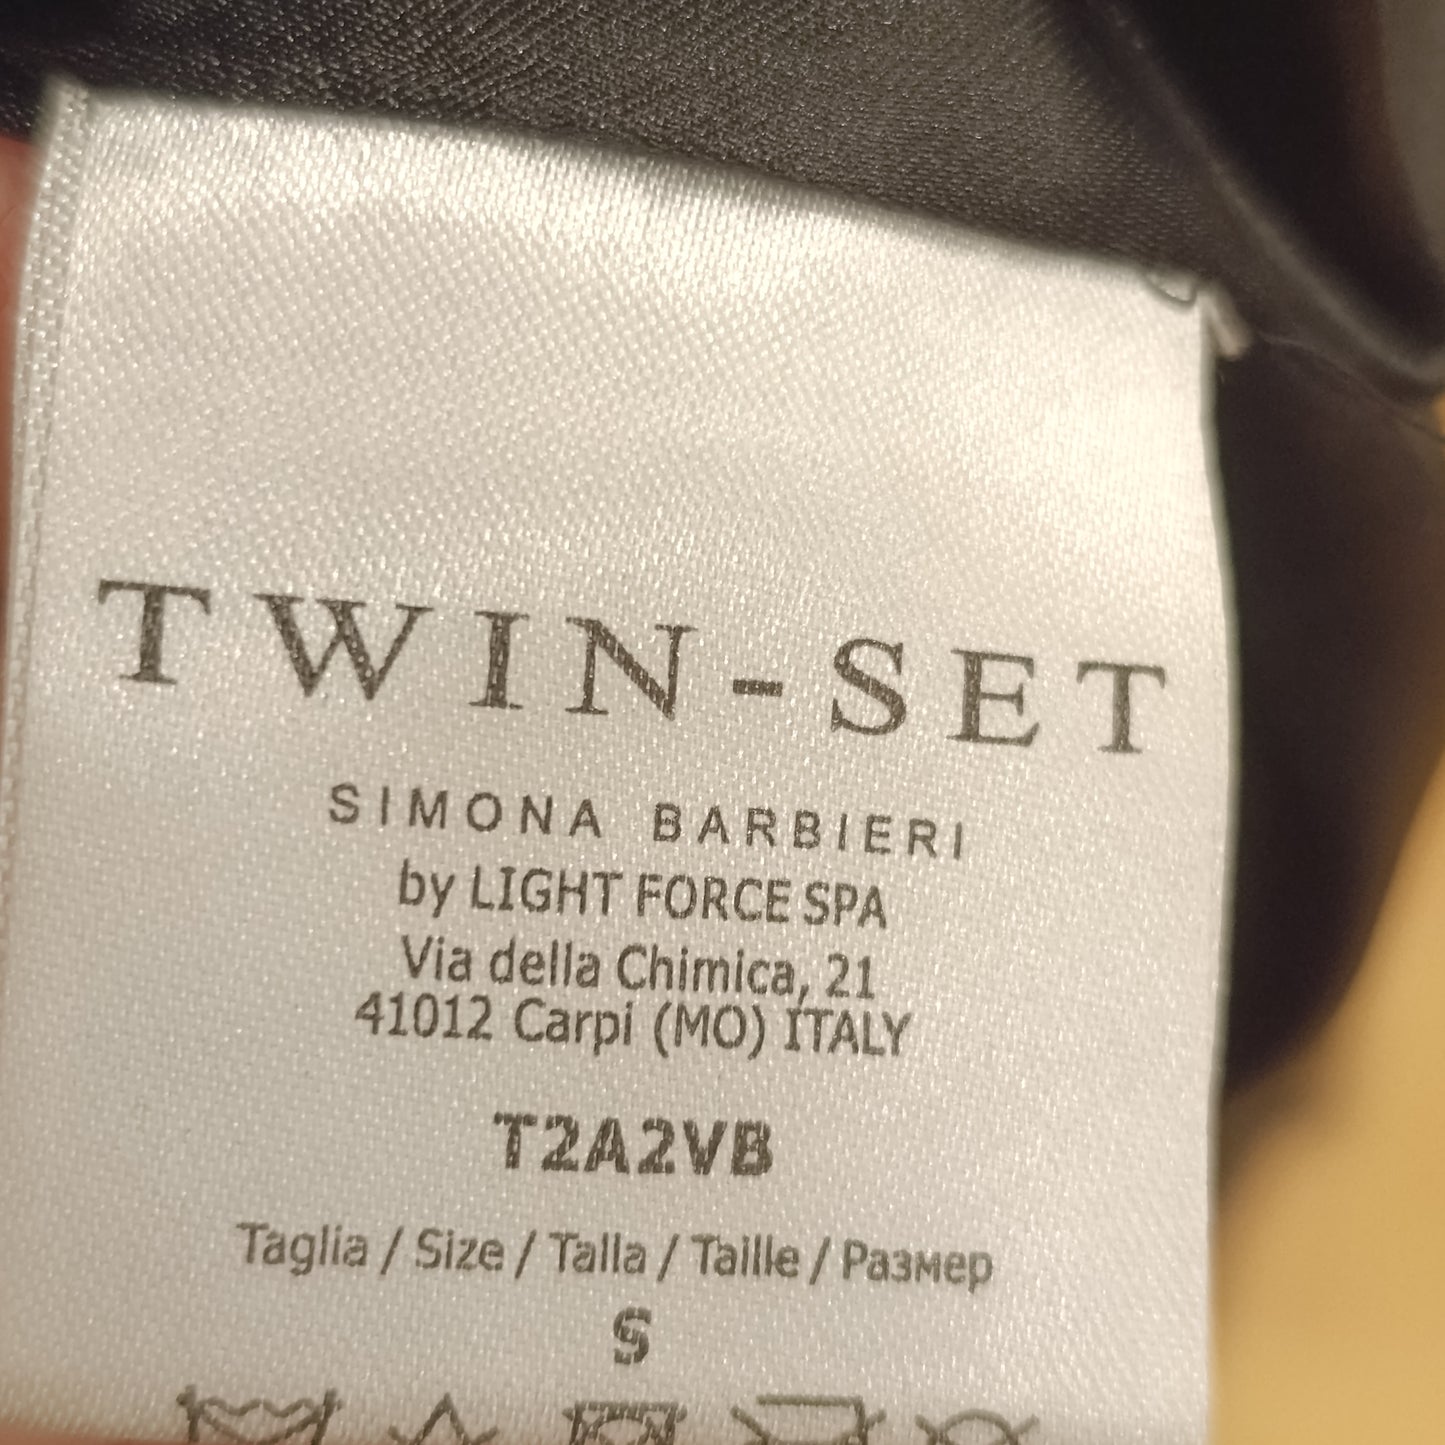 TWIN-SET
SIMONA BARBIERI
by LIGHT FORCE SPA
Via della Chimica, 21
41012 Carpi (MO) ITALY
T2A2VB
Taglia / Size / Talla / Taille / Размер
S